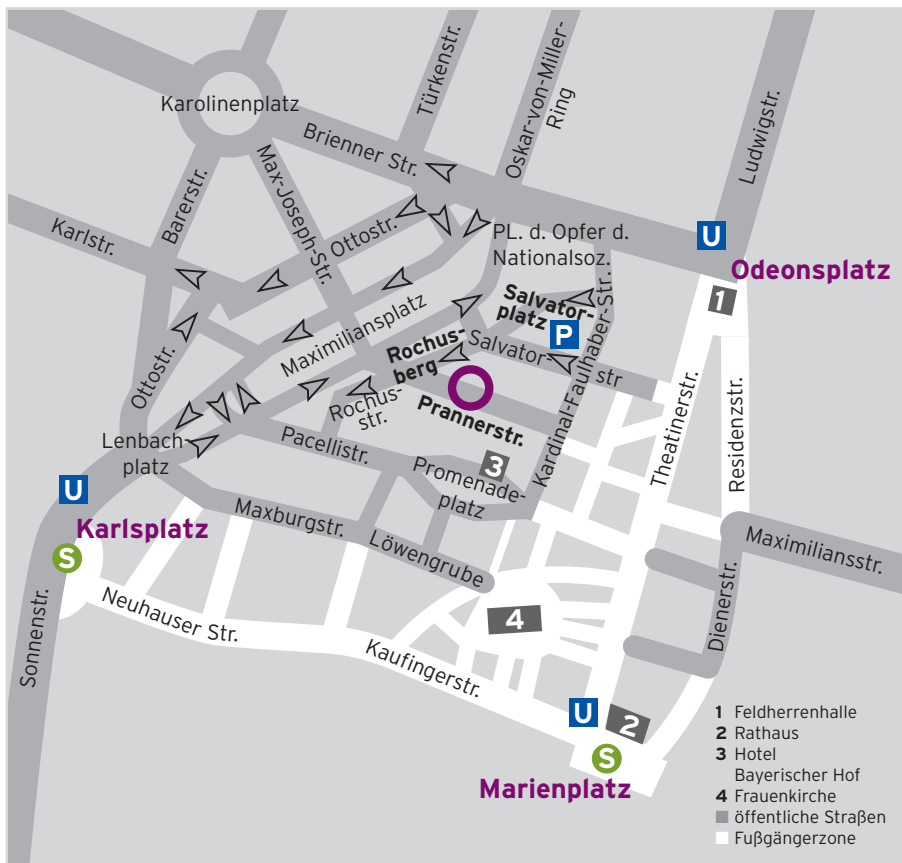 Karolinenplatz
Türkenstr.
Oskar-von-Miller-
Ring
Ludwigstr.
Brienner Str.
Barerstr.
Max-Joseph-Str.
Karlstr.
Ottostr.
PL. d. Opfer d.
Nationalsoz.
U
Odeonsplatz
1
Salvator-
platz
P
Maximiliansplatz
Rochus-
berg
Salvator-
str
Kardinal-Faulhaber-Str.
Ottostr.
Rochus-
str.
Prannerstr.
Theatinerstr.
Residenzstr.
Lenbach-
platz
Pacellistr.
3
Promenade-
platz
U
Karlsplatz
S
Maxburgstr.
Löwengrube
Maximiliansstr.
Dienerstr.
Sonnenstr.
Neuhauser Str.
4
Kaufingerstr.
U
2
S
Marienplatz
1 Feldherrenhalle
2 Rathaus
3 Hotel
Bayerischer Hof
4 Frauenkirche
öffentliche Straßen
Fußgängerzone